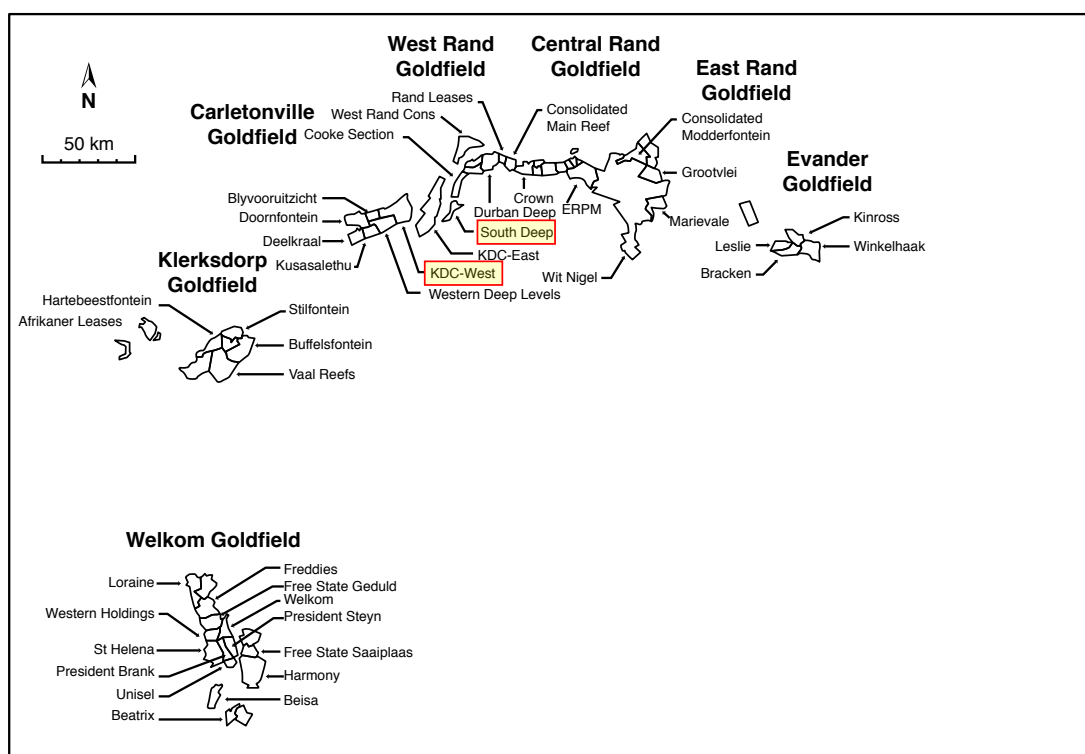 West Rand
Goldfield
Central Rand
Goldfield
East Rand
Goldfield
N
50 km
Carletonville
Goldfield
Rand Leases
West Rand Cons
Cooke Section
Consolidated
Main Reef
Consolidated
Modderfontein
Evander
Goldfield
Grootvlei
Blyvooruitzicht
Doornfontein
Deelkraal
Kusasalethu
Crown
Durban Deep
ERPM
Marievale
South Deep
KDC-East
KDC-West
Western Deep Levels
Wit Nigel
Kinross
Leslie
Winkelhaak
Bracken
Klerksdorp
Goldfield
Hartebeestfontein
Afrikaner Leases
Stilfontein
Buffelsfontein
Vaal Reefs
Welkom Goldfield
Loraine
Freddies
Free State Geduld
Welkom
Western Holdings
President Steyn
St Helena
Free State Saaiplaas
President Brank
Harmony
Unisel
Beisa
Beatrix